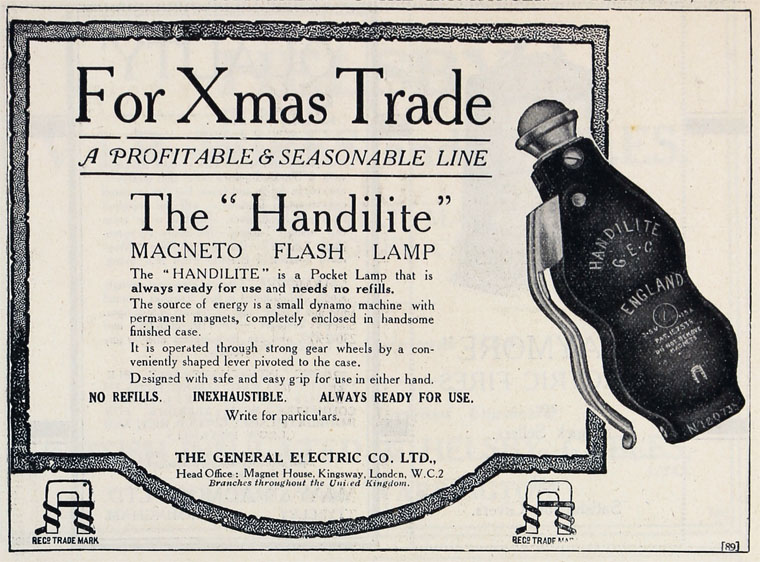 For Xmas Trade
A PROFITABLE & SEASONABLE LINE
The "Handilite"
MAGNETO FLASH LAMP
The "HANDILITE" is a Pocket Lamp that is
always ready for use and needs no refills.
The source of energy is a small dynamo machine with
permanent magnets, completely enclosed in handsome
finished case.
It is operated through strong gear wheels by a con-
veniently shaped lever pivoted to the case.
Designed with safe and easy grip for use in either hand.
NO REFILLS. INEXHAUSTIBLE. ALWAYS READY FOR USE.
Write for particulars.
THE GENERAL ELECTRIC CO. LTD.,
Head Office: Magnet House, Kingsway, London, W.C.2
Branches throughout the United Kingdom.
HANDILITE
G.E.C
ENGLAND
REGD TRADE MARK
REGD TRADE MARK
[89]